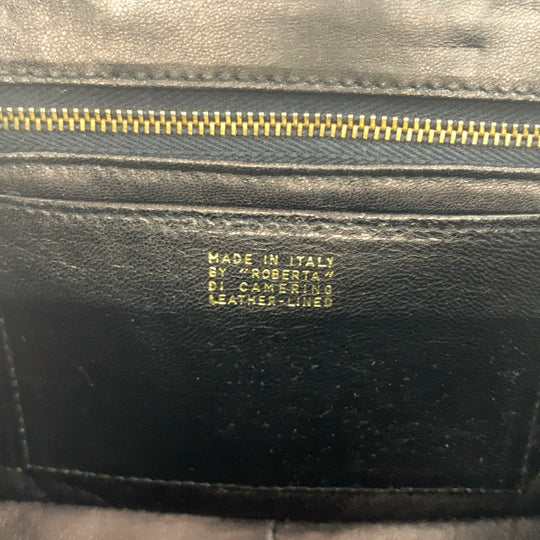 MADE IN ITALY
BY "ROBERTA"
DI CAMERINO
LEATHER-LINED